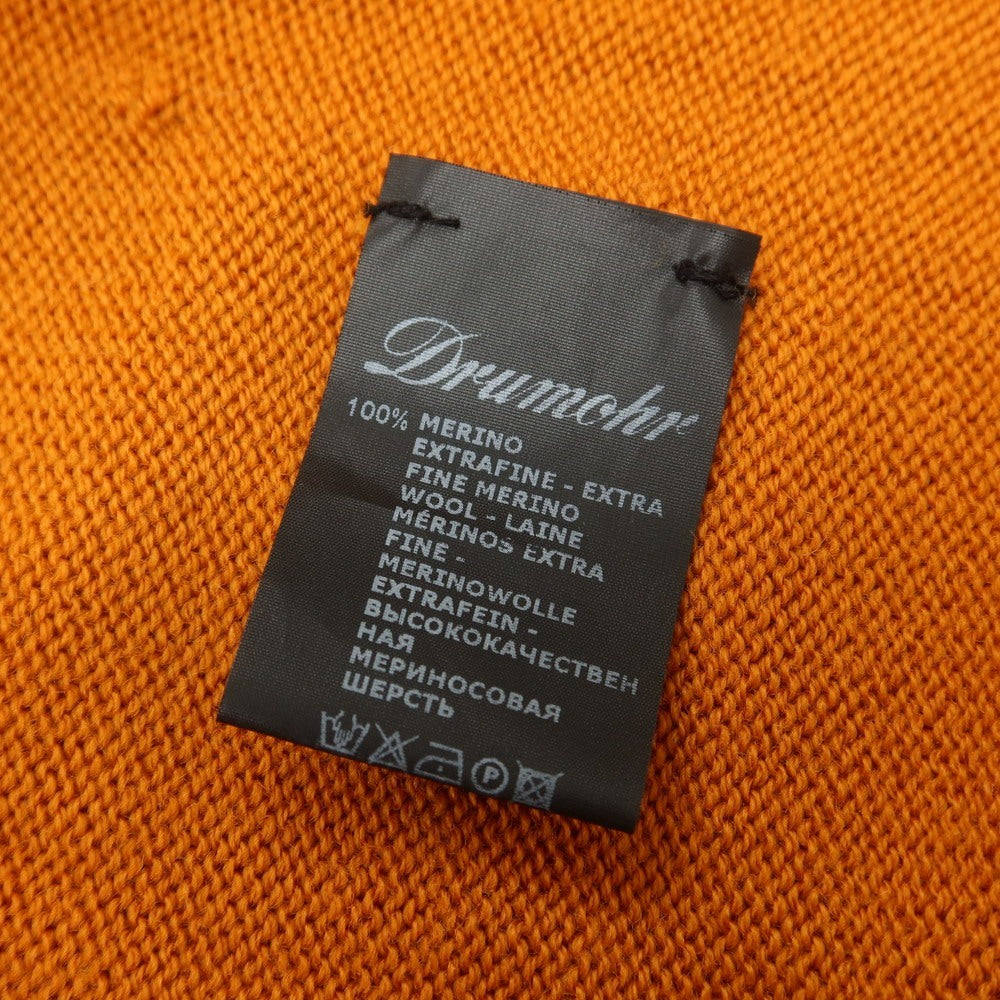 Drumohr
100% MERINO
EXTRAFINE - EXTRA
FINE MERINO
WOOL - LAINE
MÉRINOS EXTRA
FINE -
MERINOWOLLE
EXTRAFEIN -
ВЫСОКОКАЧЕСТВЕН
НАЯ
МЕРИНОСОВАЯ
ШЕРСТЬ
P